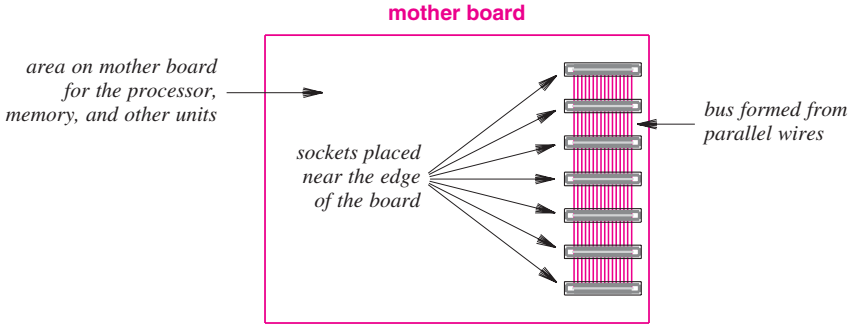 mother board
area on mother board
for the processor,
memory, and other units
bus formed from
parallel wires
sockets placed
near the edge
of the board